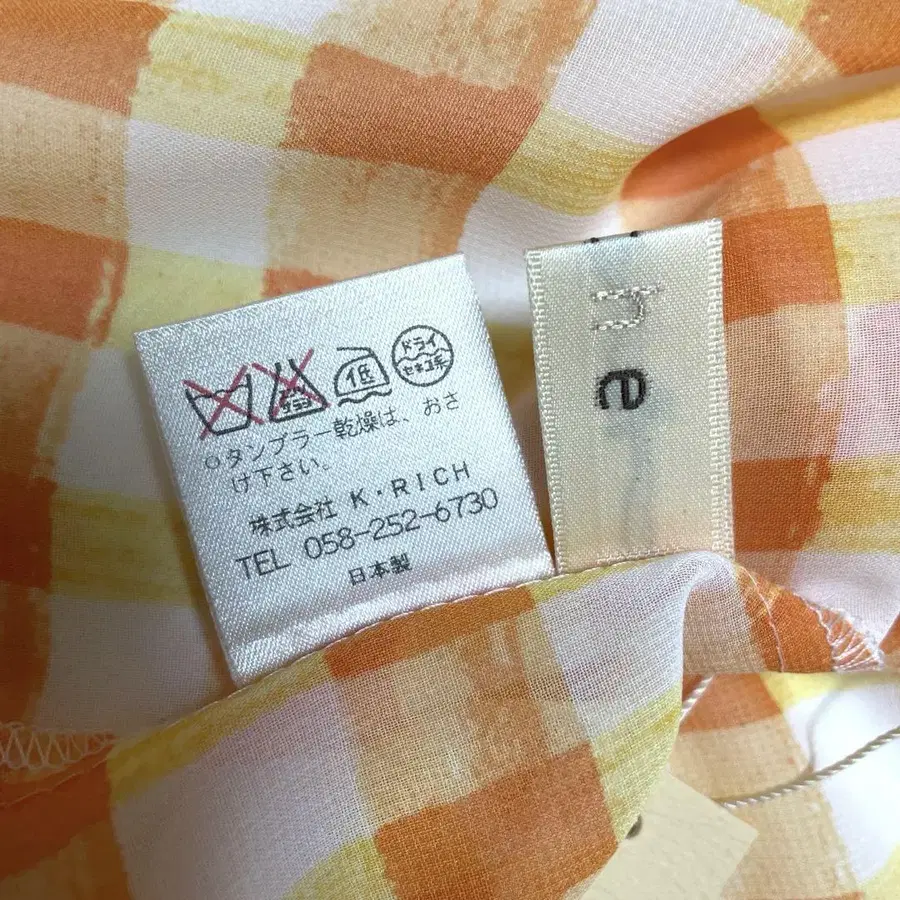 低
ドライ
セキユ系
○タンブラー乾燥は、おさ
け下さい。
株式会社 K・RICH
TEL 058-252-6730
日本製
h
e